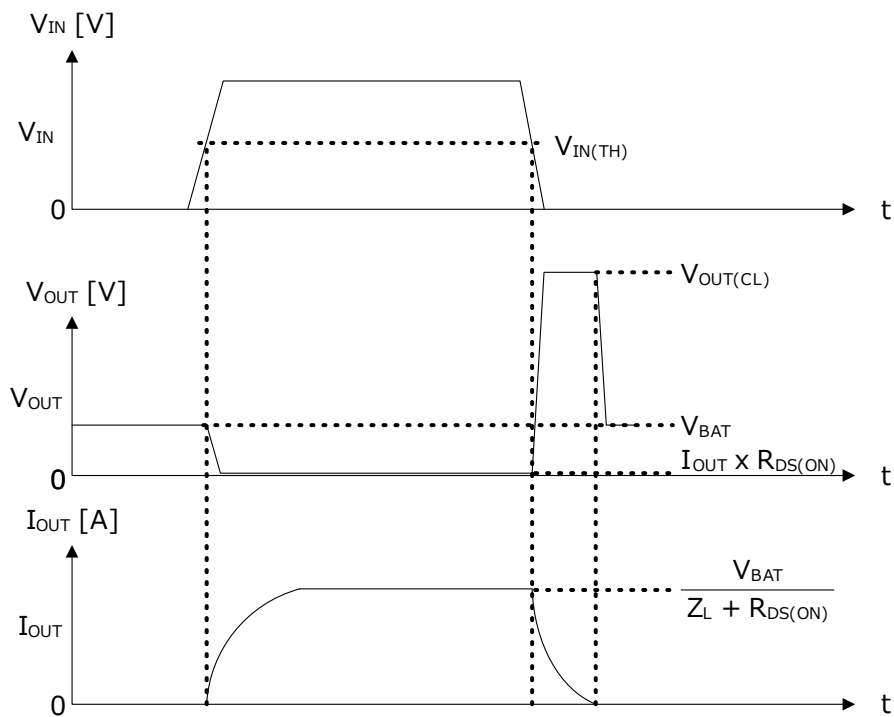 VIN [V]
VIN
VIN(TH)
0
t
VOUT(CL)
VOUT [V]
VOUT
VBAT
IOUT x RDS(ON)
0
t
IOUT [A]
VBAT
ZL + RDS(ON)
IOUT
0
t